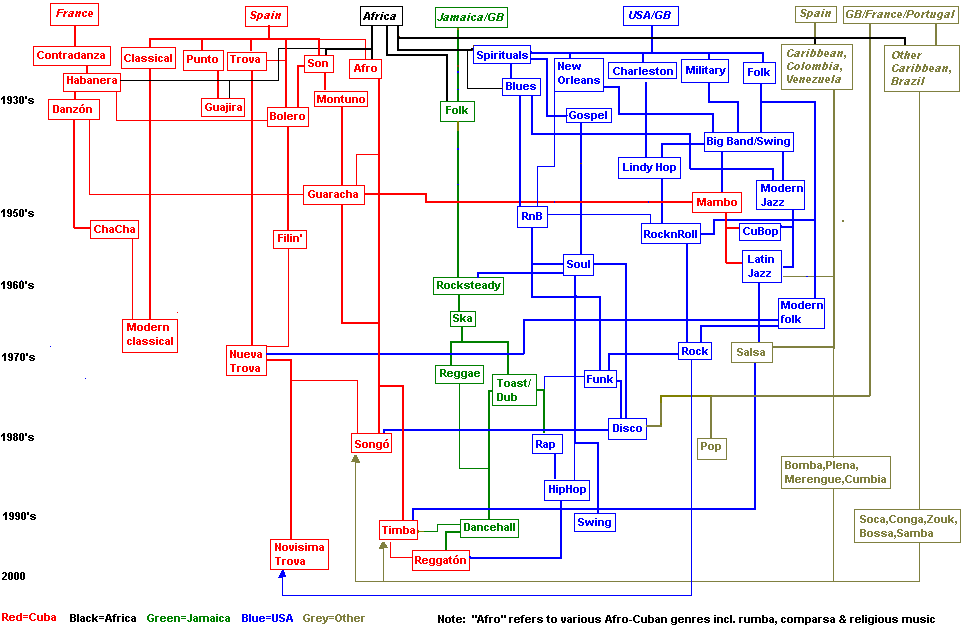 France
Spain
Africa
Jamaica/GB
USA/GB
Spain
GB/France/Portugal
Contradanza
Classical
Punto
Trova
Son
Afro
Spirituals
New
Orleans
Charleston
Military
Folk
Caribbean,
Colombia,
Venezuela
Other
Caribbean,
Brazil
Habanera
Blues
1930's
Danzón
Guajira
Bolero
Montuno
Folk
Gospel
Big Band/Swing
Lindy Hop
Guaracha
Mambo
Modern
Jazz
1950's
ChaCha
Filin'
RnB
RocknRoll
CuBop
Latin
Jazz
Soul
1960's
Rocksteady
Ska
Modern
folk
Modern
classical
1970's
Nueva
Trova
Reggae
Toast/
Dub
Funk
Rock
Salsa
1980's
Songó
Rap
Disco
Pop
Bomba,Plena,
Merengue,Cumbia
HipHop
1990's
Timba
Dancehall
Swing
Soca,Conga,Zouk,
Bossa,Samba
Novisima
Trova
Reggatón
2000
Red=Cuba Black=Africa Green=Jamaica Blue=USA Grey=Other
Note: "Afro" refers to various Afro-Cuban genres incl. rumba, comparsa & religious music